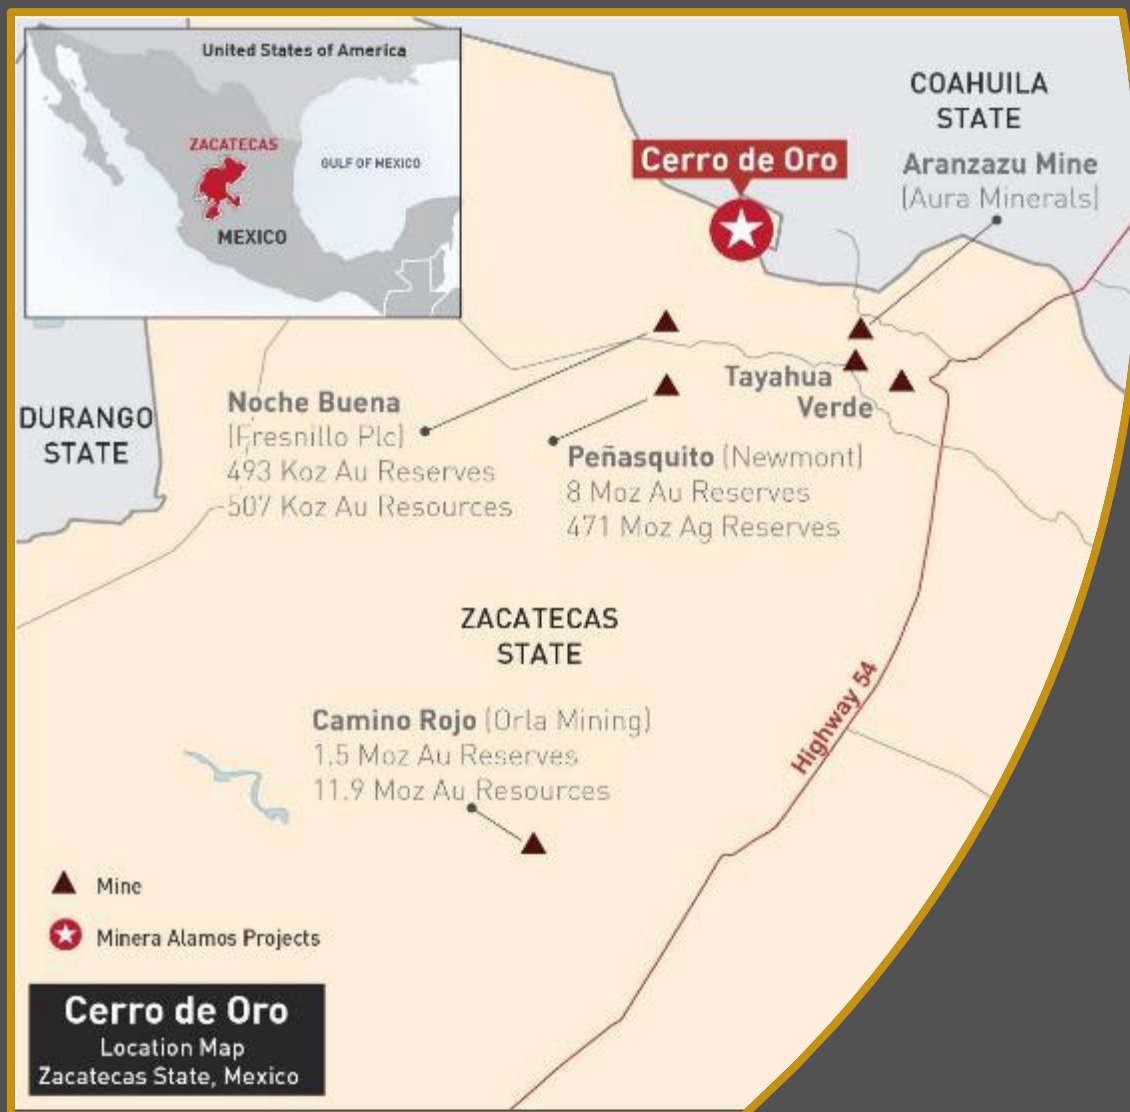 United States of America
ZACATECAS
GULF OF MEXICO
MEXICO
COAHUILA
STATE
Cerro de Oro
Aranzazu Mine
(Aura Minerals)
DURANGO
STATE
Noche Buena
(Fresnillo Plc)
493 Koz Au Reserves
507 Koz Au Resources
Tayahua
Verde
Peñasquito (Newmont)
8 Moz Au Reserves
471 Moz Ag Reserves
ZACATECAS
STATE
Highway 54
Camino Rojo (Orla Mining)
1.5 Moz Au Reserves
11.9 Moz Au Resources
Mine
Minera Alamos Projects
Cerro de Oro
Location Map
Zacatecas State, Mexico